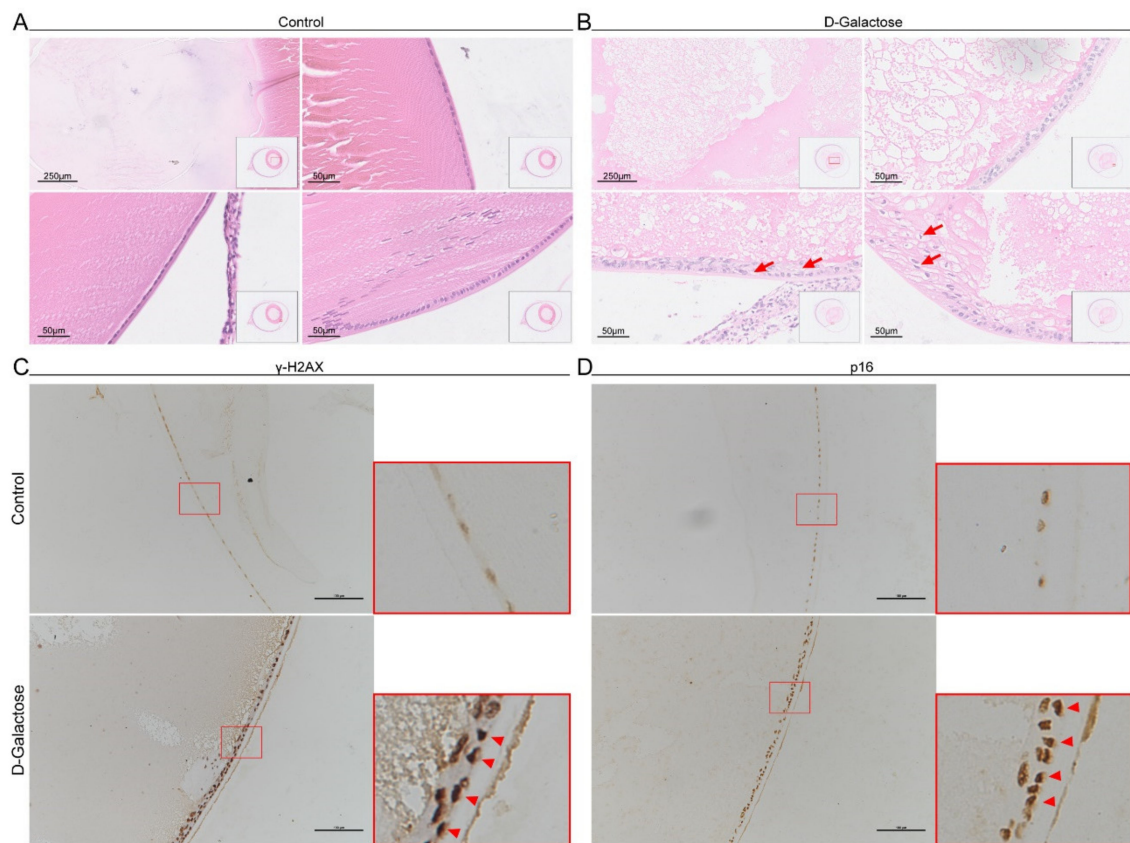 A Control
B D-Galactose
250μm
50μm
250μm
50μm
50μm
50μm
50μm
50μm
C γ-H2AX
D p16
Control
D-Galactose